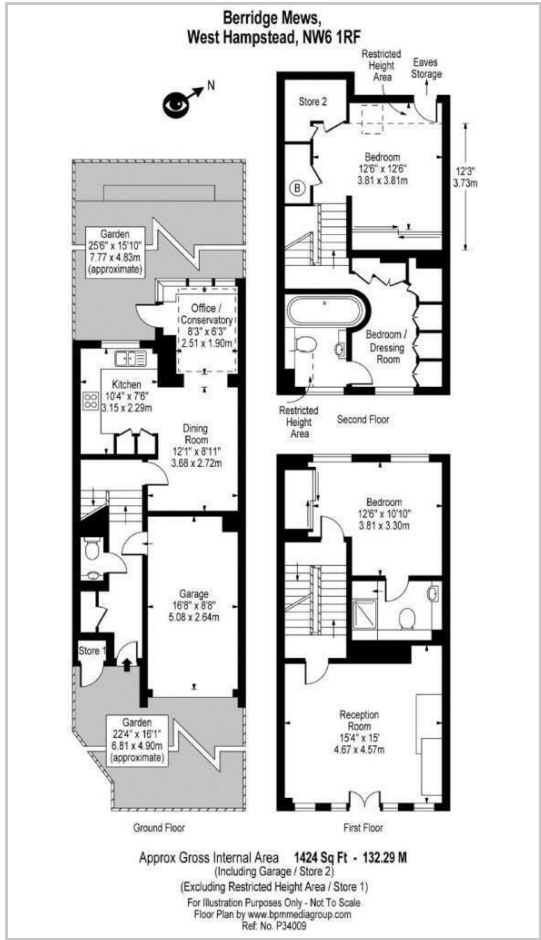 Berridge Mews,
West Hampstead, NW6 1RF
N
Restricted
Height
Area
Eaves
Storage
Store 2
Bedroom
12'6" x 12'6"
3.81 x 3.81m
12'3"
3.73m
B
Bedroom /
Dressing
Room
Restricted
Height
Area
Second Floor
Garden
25'6" x 15'10"
7.77 x 4.83m
(approximate)
Office /
Conservatory
8'3" x 6'3"
2.51 x 1.90m
Kitchen
10'4" x 7'6"
3.15 x 2.29m
Dining
Room
12'1" x 8'11"
3.68 x 2.72m
Garage
16'8" x 8'8"
5.08 x 2.64m
Store 1
Garden
22'4" x 16'1"
6.81 x 4.90m
(approximate)
Ground Floor
Bedroom
12'6" x 10'10"
3.81 x 3.30m
Reception
Room
15'4" x 15'
4.67 x 4.57m
First Floor
Approx Gross Internal Area 1424 Sq Ft - 132.29 M
(Including Garage / Store 2)
(Excluding Restricted Height Area / Store 1)
For Illustration Purposes Only - Not To Scale
Floor Plan by www.bpmmediagroup.com
Ref: No. P34009